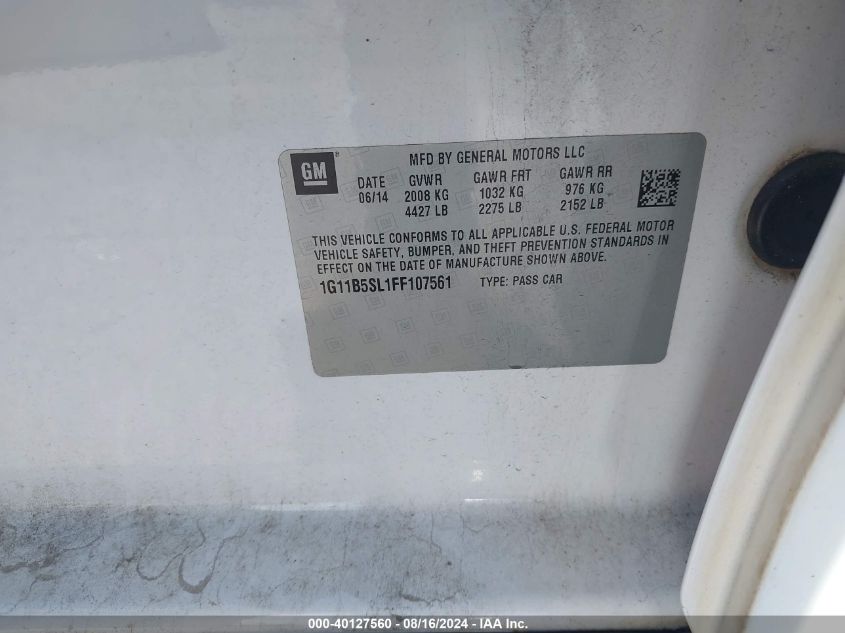 GM
MFD BY GENERAL MOTORS LLC
DATE GVWR GAWR FRT GAWR RR
06/14 2008 KG 1032 KG 976 KG
4427 LB 2275 LB 2152 LB
THIS VEHICLE CONFORMS TO ALL APPLICABLE U.S. FEDERAL MOTOR
VEHICLE SAFETY, BUMPER, AND THEFT PREVENTION STANDARDS IN
EFFECT ON THE DATE OF MANUFACTURE SHOWN ABOVE.
1G11B5SL1FF107561 TYPE: PASS CAR
000-40127560 - 08/16/2024 - IAA Inc.